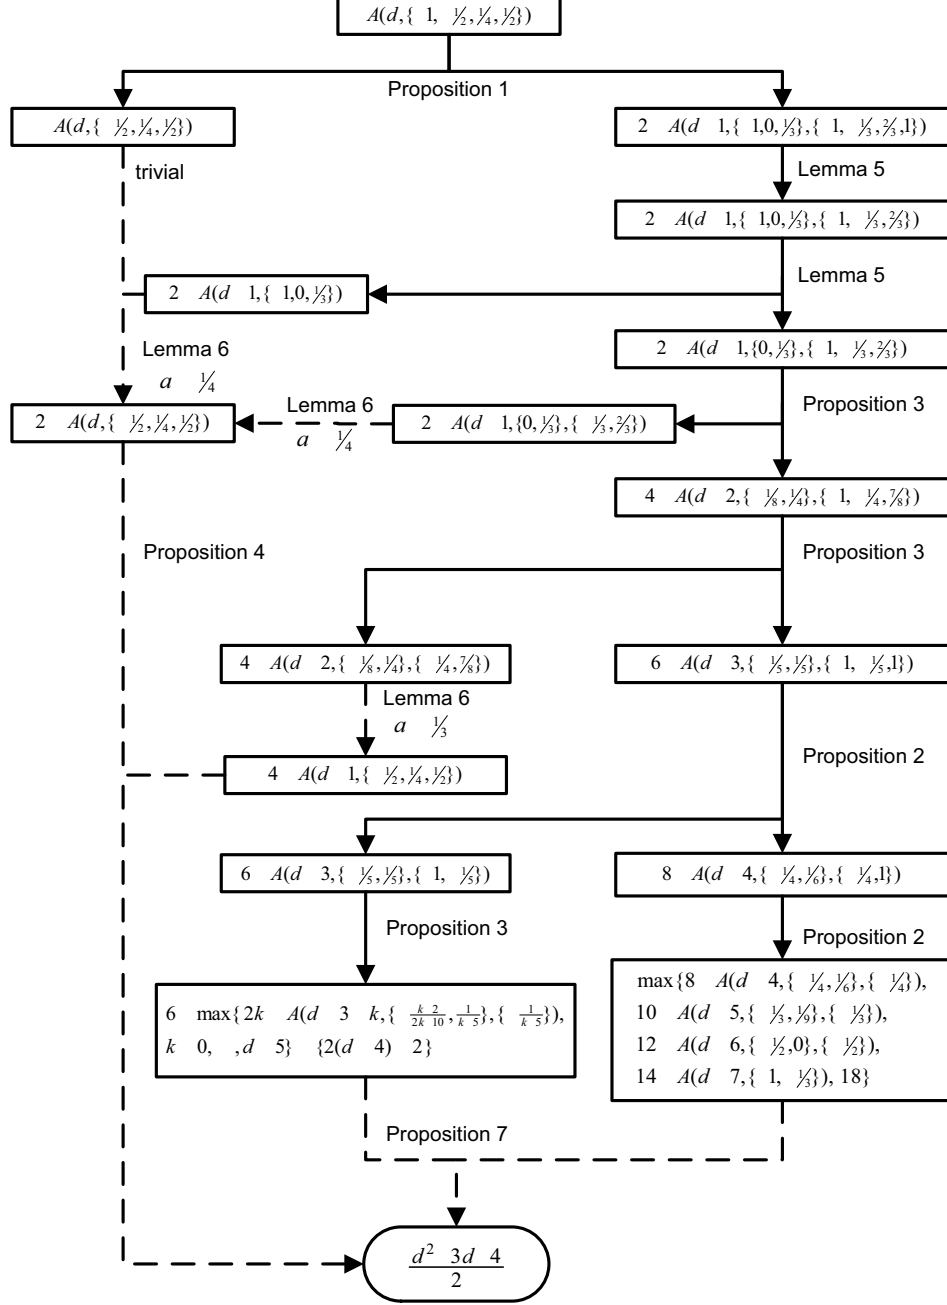 A(d,{ 1, ½,¼,½})
Proposition 1
A(d,{ ½,¼,½})
2 A(d 1,{ 1,0,⅓},{ 1, ⅓,⅔,1})
trivial
Lemma 5
2 A(d 1,{ 1,0,⅓},{ 1, ⅓,⅔})
Lemma 5
2 A(d 1,{ 1,0,⅓})
2 A(d 1,{0,⅓},{ 1, ⅓,⅔})
Lemma 6
a ¼
Proposition 3
2 A(d,{ ½,¼,½})
Lemma 6
a ¼
2 A(d 1,{0,⅓},{ ⅓,⅔})
4 A(d 2,{ ⅛,¼},{ 1, ¼,⅞})
Proposition 4
Proposition 3
4 A(d 2,{ ⅛,¼},{ ¼,⅞})
6 A(d 3,{ ⅕,⅕},{ 1, ⅕,1})
Lemma 6
a ⅓
Proposition 2
4 A(d 1,{ ½,¼,½})
6 A(d 3,{ ⅕,⅕},{ 1, ⅕})
8 A(d 4,{ ¼,⅙},{ ¼,1})
Proposition 3
Proposition 2
6 max{2k A(d 3 k,{ k 2/2k 10, 1/k 5},{ 1/k 5}),
k 0, ,d 5} {2(d 4) 2}
max{8 A(d 4,{ ¼,⅙},{ ¼}),
10 A(d 5,{ ⅓,⅑},{ ⅓}),
12 A(d 6,{ ½,0},{ ½}),
14 A(d 7,{ 1, ⅓}), 18}
Proposition 7
d² 3d 4
2